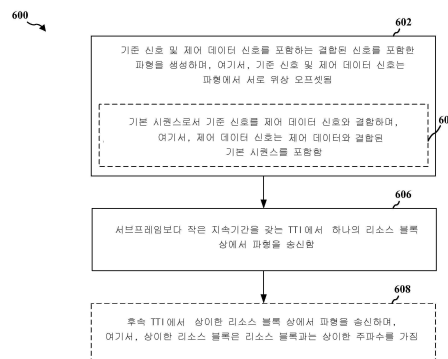 600
602
기준 신호 및 제어 데이터 신호를 포함하는 결합된 신호를 포함한
파형을 생성하며, 여기서, 기준 신호 및 제어 데이터 신호는
파형에서 서로 위상 오프셋됨
60
기본 시퀀스로서 기준 신호를 제어 데이터 신호와 결합하며,
여기서, 제어 데이터 신호는 제어 데이터와 결합된
기본 시퀀스를 포함함
606
서브프레임보다 작은 지속기간을 갖는 TTI에서 하나의 리소스 블록
상에서 파형을 송신함
608
후속 TTI에서 상이한 리소스 블록 상에서 파형을 송신하며,
여기서, 상이한 리소스 블록은 리소스 블록과는 상이한 주파수를 가짐